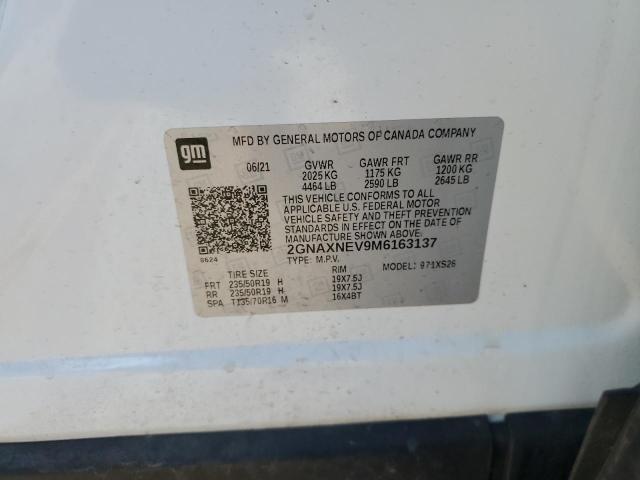 gm
MFD BY GENERAL MOTORS OF CANADA COMPANY
06/21 GVWR GAWR FRT GAWR RR
2025 KG 1175 KG 1200 KG
4464 LB 2590 LB 2645 LB
THIS VEHICLE CONFORMS TO ALL
APPLICABLE U.S. FEDERAL MOTOR
VEHICLE SAFETY AND THEFT PREVENTION
STANDARDS IN EFFECT ON THE DATE OF
MANUFACTURE SHOWN ABOVE.
2GNAXNEV9M6163137
0624 TYPE: M.P.V. MODEL: 971XS26
TIRE SIZE RIM
FRT 235/50R19 H 19X7.5J
RR 235/50R19 H 19X7.5J
SPA T135/70R16 M 16X4BT